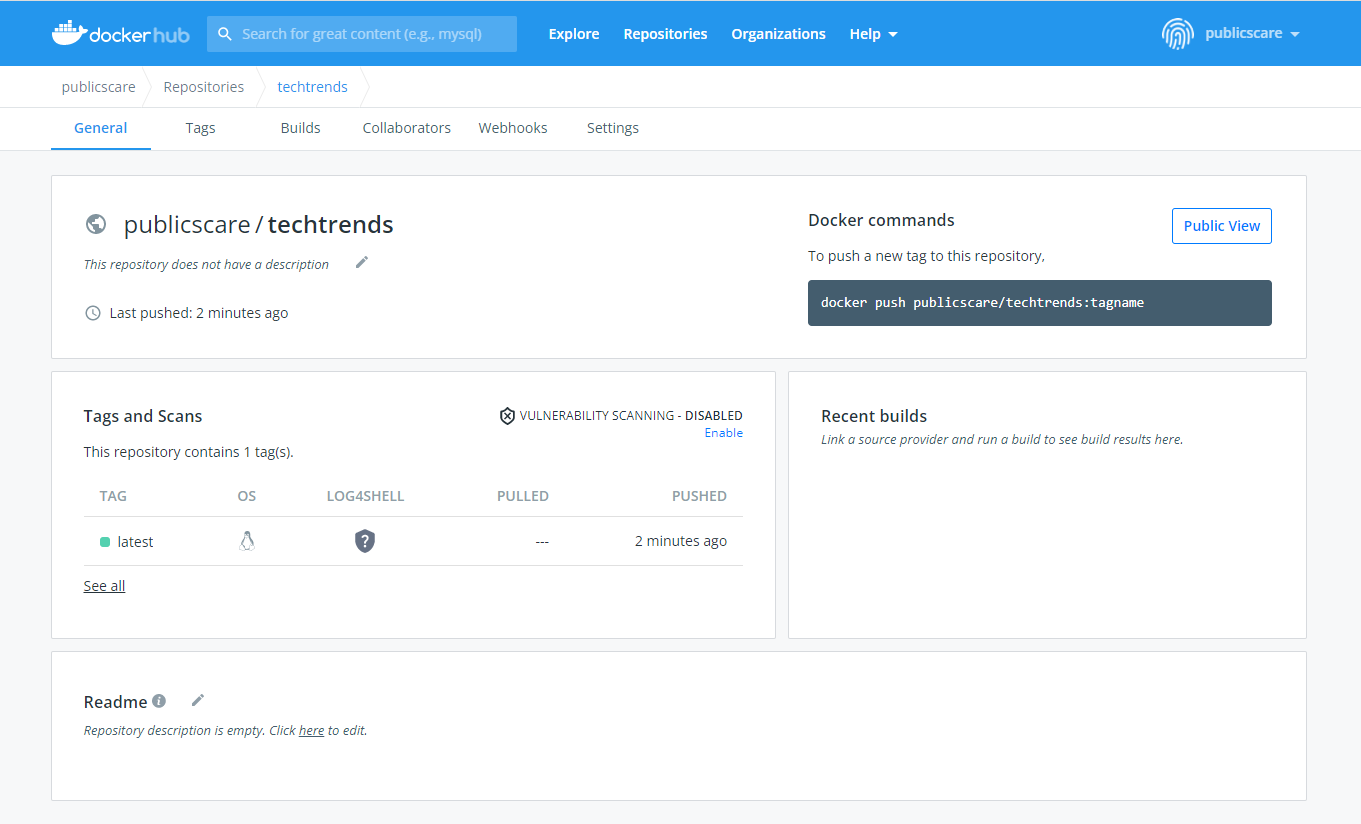 docker hub
Search for great content (e.g., mysql)
Explore
Repositories
Organizations
Help
publicscare
publicscare
Repositories
techtrends
General
Tags
Builds
Collaborators
Webhooks
Settings
publicscare / techtrends
This repository does not have a description
Last pushed: 2 minutes ago
Docker commands
Public View
To push a new tag to this repository,
docker push publicscare/techtrends:tagname
Tags and Scans
VULNERABILITY SCANNING - DISABLED
Enable
This repository contains 1 tag(s).
TAG OS LOG4SHELL PULLED PUSHED
latest ? --- 2 minutes ago
See all
Recent builds
Link a source provider and run a build to see build results here.
Readme i
Repository description is empty. Click here to edit.